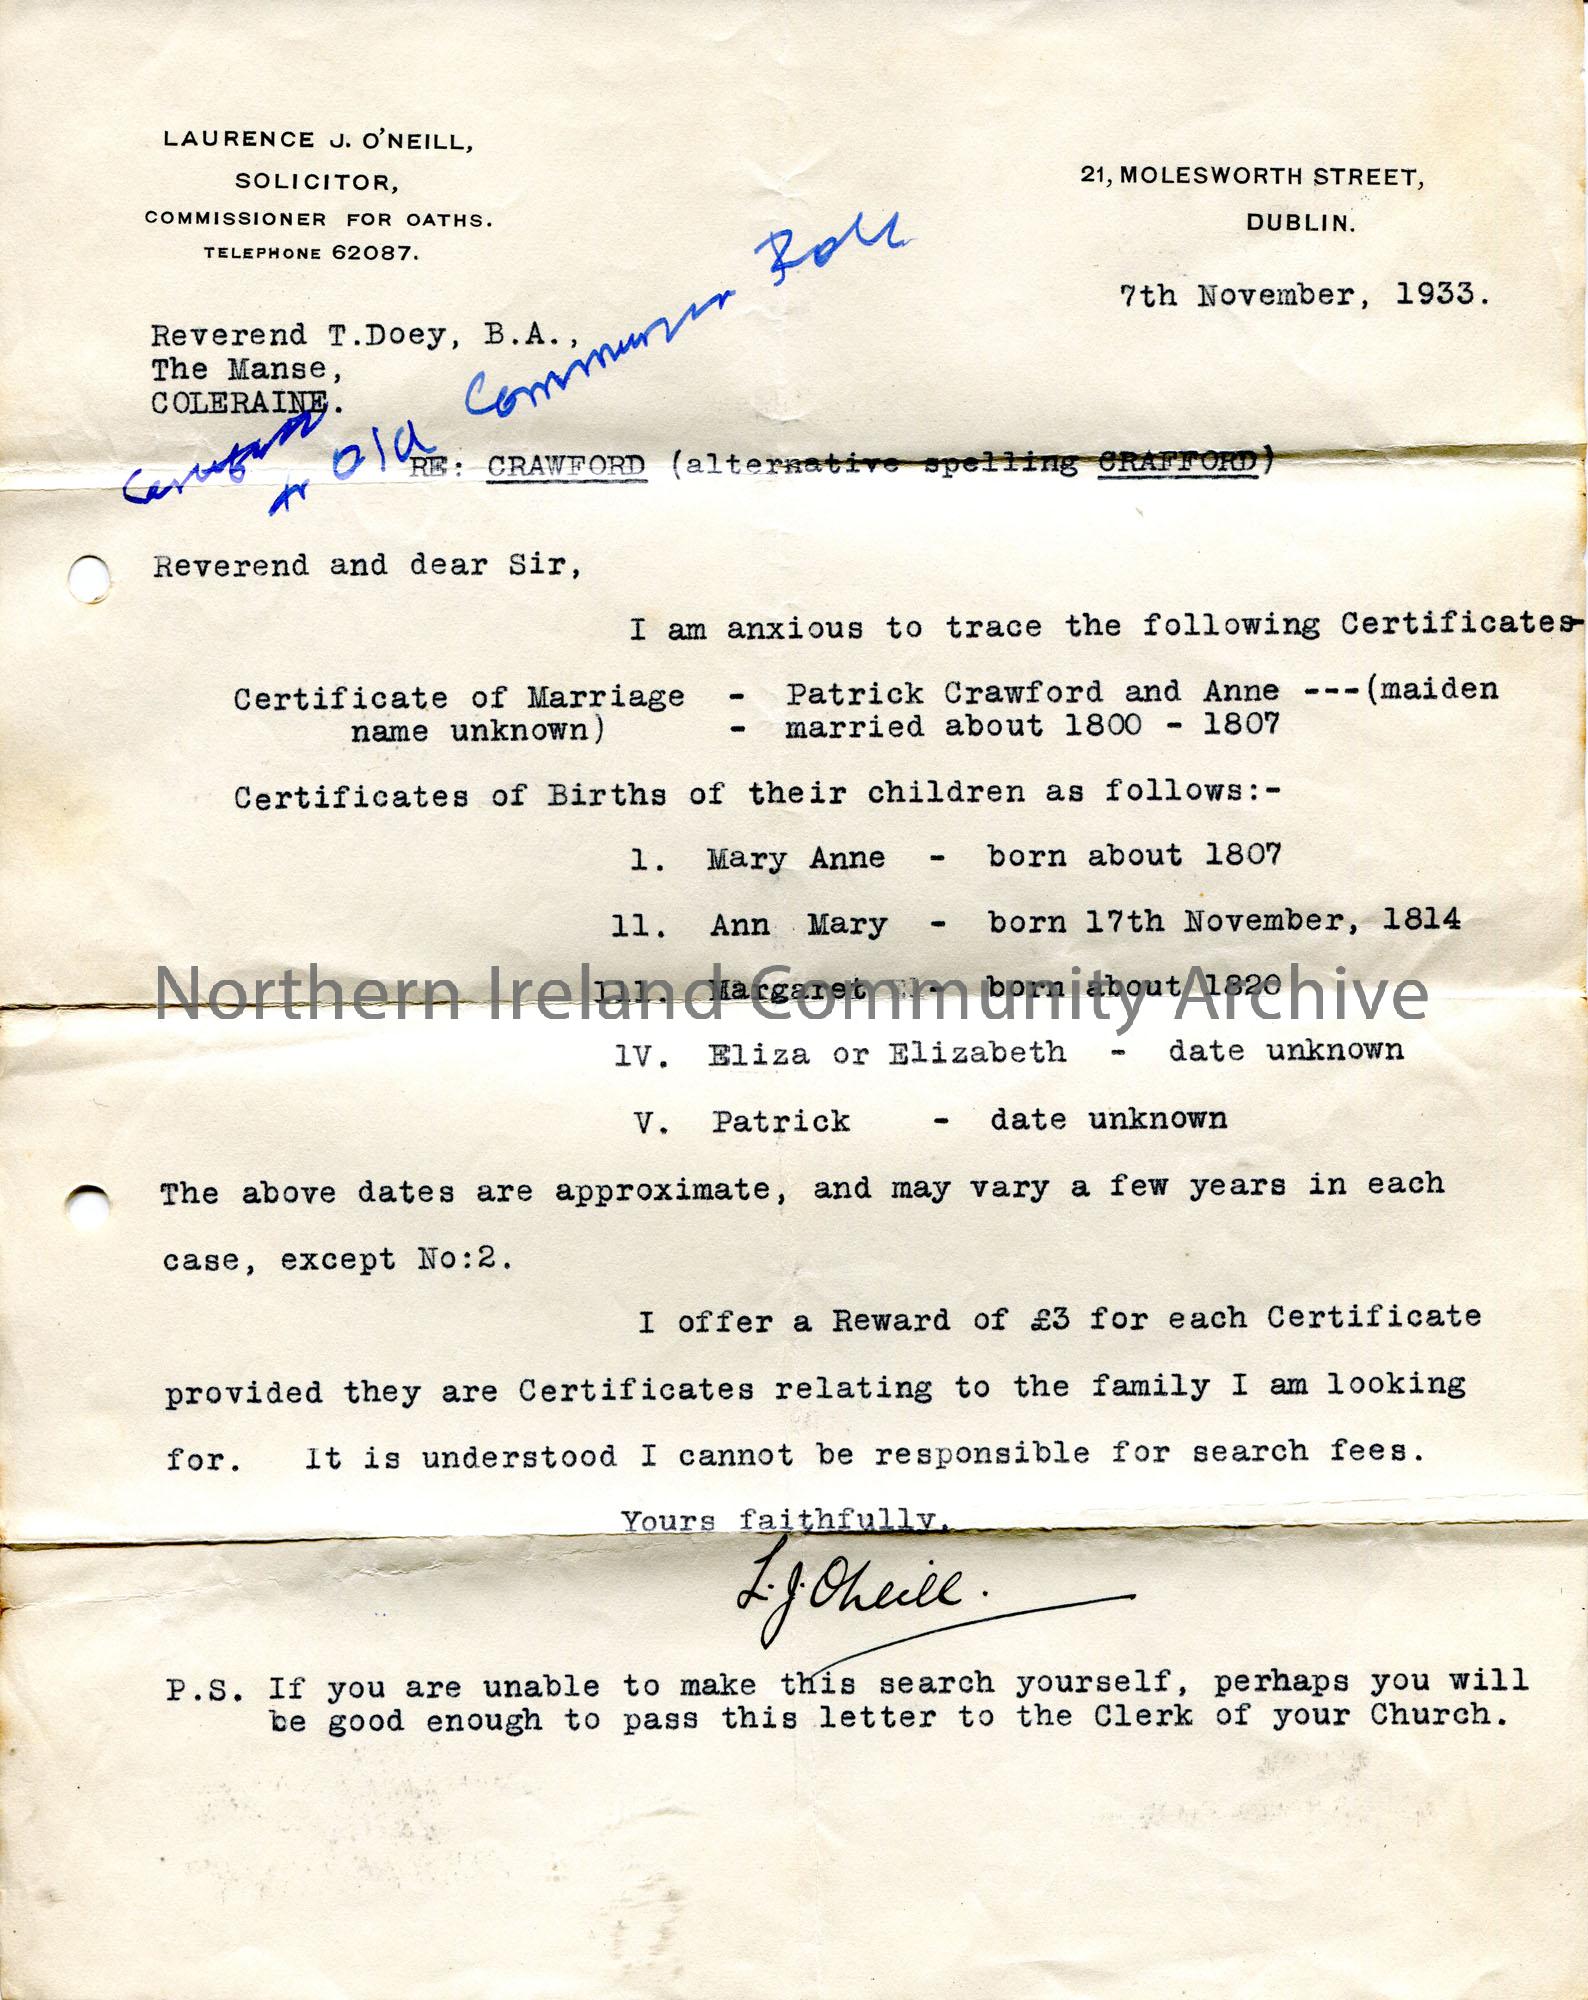 LAURENCE J. O'NEILL,
SOLICITOR,
COMMISSIONER FOR OATHS.
TELEPHONE 62087.
21, MOLESWORTH STREET,
DUBLIN.
7th November, 1933.
Reverend T.Doey, B.A.,
The Manse,
COLERAINE.
Old Communion Roll
RE: CRAWFORD (alternative spelling CRAFFORD)
Reverend and dear Sir,
I am anxious to trace the following Certificates-
Certificate of Marriage - Patrick Crawford and Anne ---(maiden
name unknown) - married about 1800 - 1807
Certificates of Births of their children as follows:-
1. Mary Anne - born about 1807
11. Ann Mary - born 17th November, 1814
111. Margaret - born about 1820
1V. Eliza or Elizabeth - date unknown
V. Patrick - date unknown
The above dates are approximate, and may vary a few years in each
case, except No:2.
I offer a Reward of £3 for each Certificate
provided they are Certificates relating to the family I am looking
for. It is understood I cannot be responsible for search fees.
Yours faithfully,
L.J.O'Neill.
P.S. If you are unable to make this search yourself, perhaps you will
be good enough to pass this letter to the Clerk of your Church.
Northern Ireland Community Archive